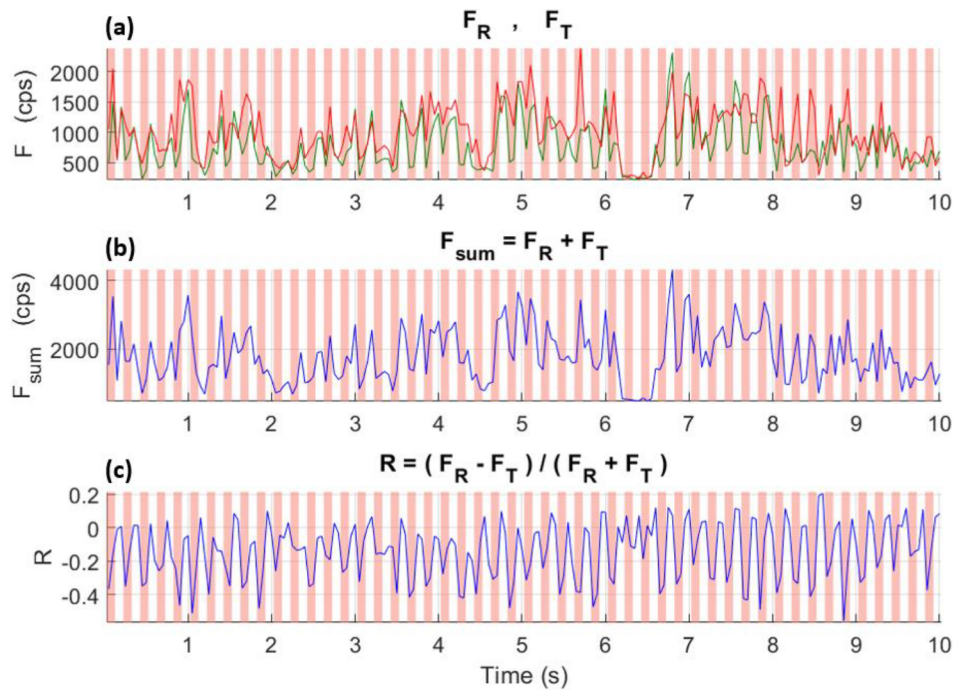 (a) F_R , F_T
F (cps)
2000
1500
1000
500
1 2 3 4 5 6 7 8 9 10
(b) F_sum = F_R + F_T
F_sum (cps)
4000
2000
1 2 3 4 5 6 7 8 9 10
(c) R = ( F_R - F_T ) / ( F_R + F_T )
R
0.2
0
-0.2
-0.4
1 2 3 4 5 6 7 8 9 10
Time (s)